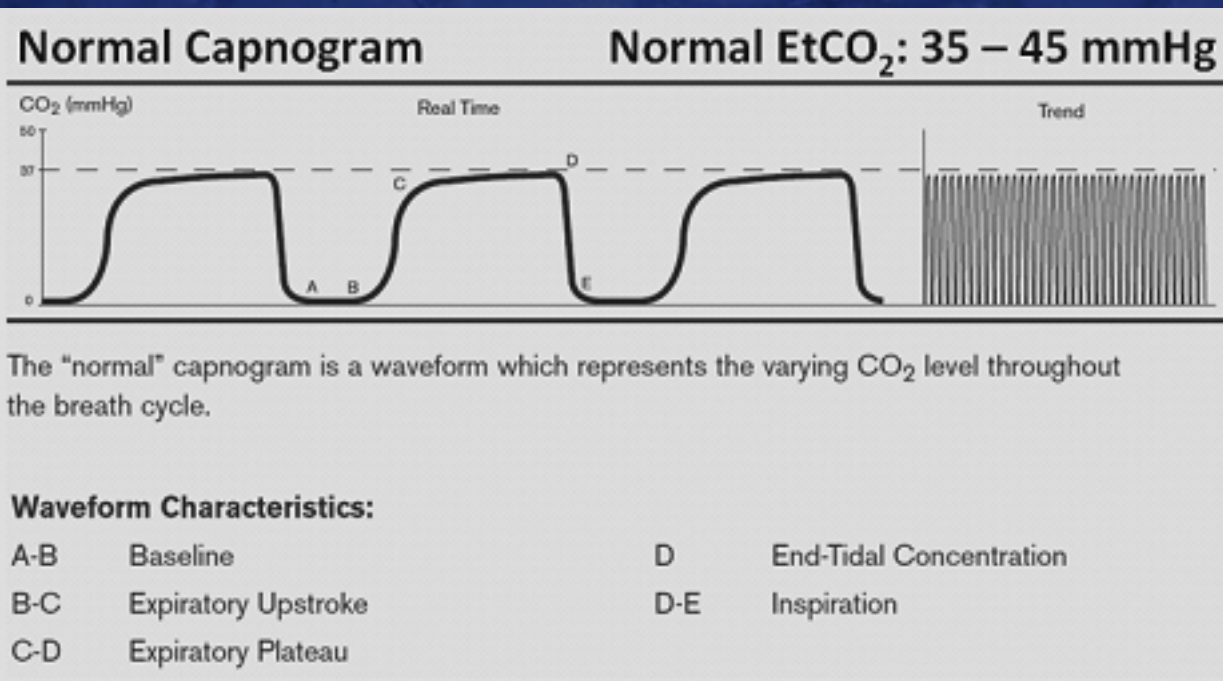 Normal Capnogram Normal EtCO₂: 35 – 45 mmHg
CO₂ (mmHg) Real Time Trend
50
37
D
C
A B E
0
The “normal” capnogram is a waveform which represents the varying CO₂ level throughout
the breath cycle.
Waveform Characteristics:
A-B Baseline D End-Tidal Concentration
B-C Expiratory Upstroke D-E Inspiration
C-D Expiratory Plateau